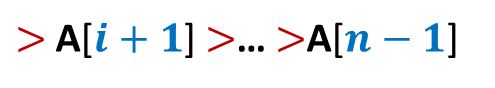 > A[i + 1] >... >A[n − 1]